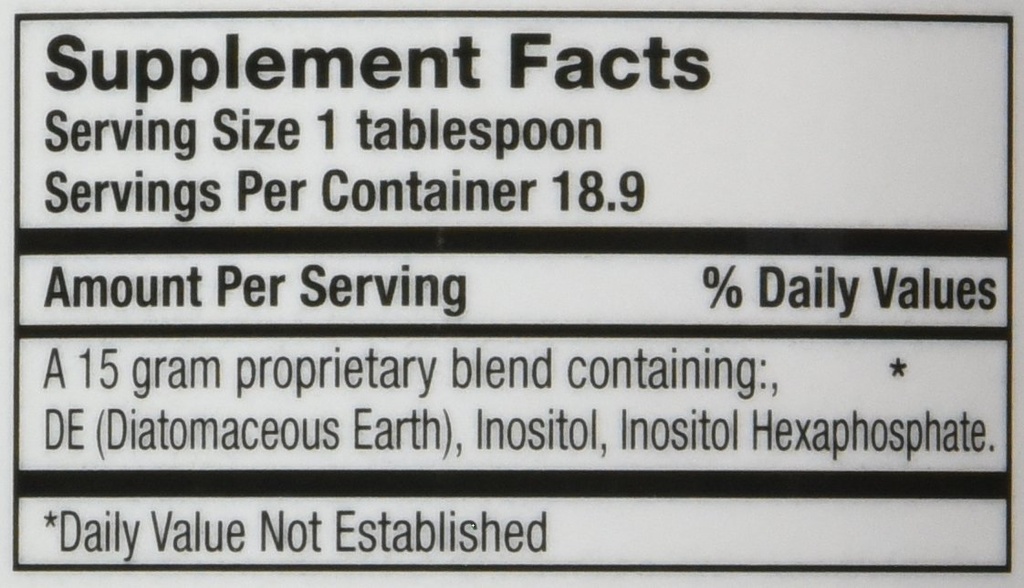 Supplement Facts
Serving Size 1 tablespoon
Servings Per Container 18.9
Amount Per Serving % Daily Values
A 15 gram proprietary blend containing:, *
DE (Diatomaceous Earth), Inositol, Inositol Hexaphosphate.
*Daily Value Not Established